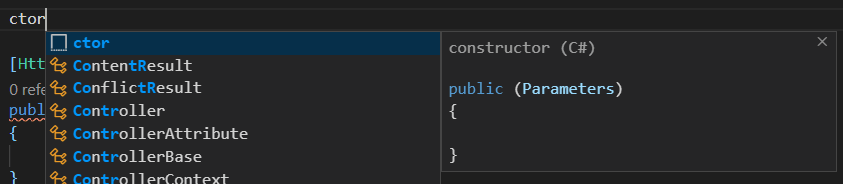 ctor
ctor
constructor (C#)
[Htt
ContentResult
0 refe
ConflictResult
public (Parameters)
publ
Controller
{
{
ControllerAttribute
ControllerBase
}
}
ControllerContext